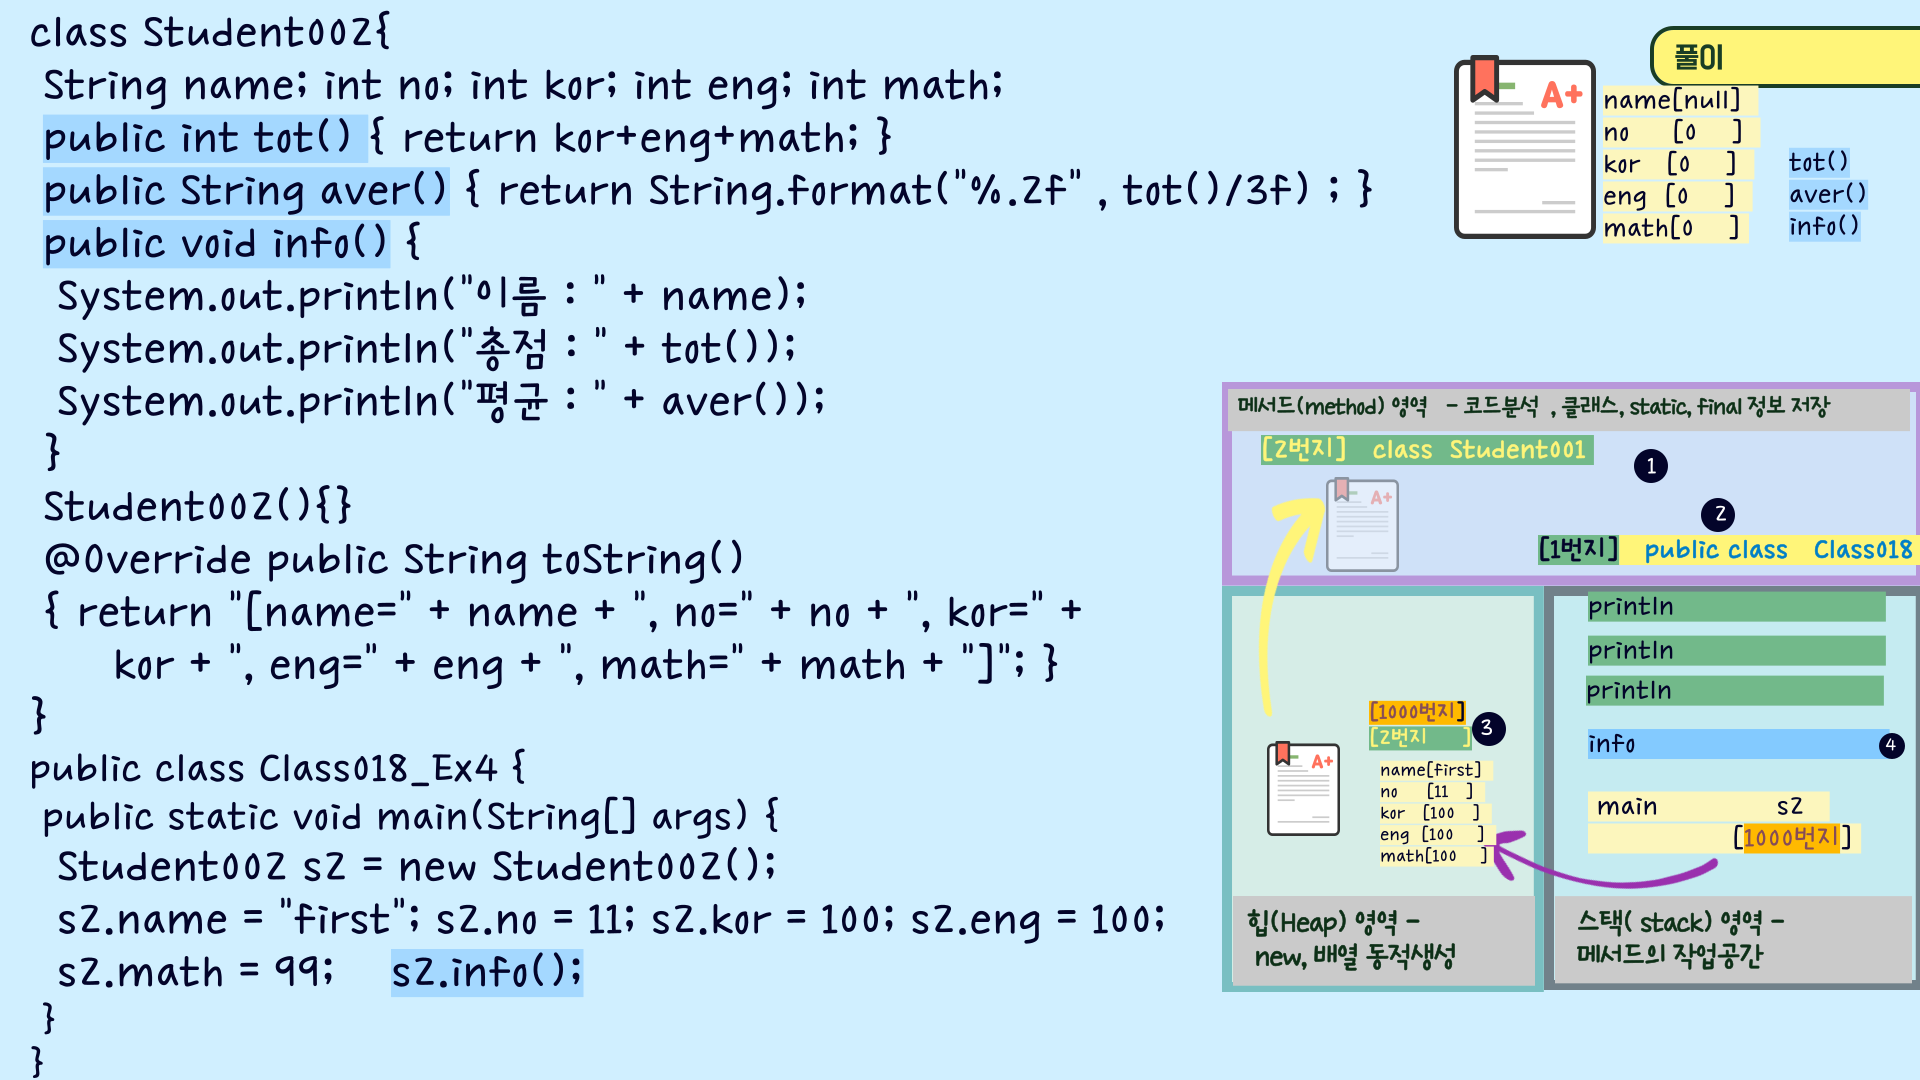 class Student002{
String name; int no; int kor; int eng; int math;
public int tot() { return kor+eng+math; }
public String aver() { return String.format("%.2f" , tot()/3f) ; }
public void info() {
System.out.println("이름 : " + name);
System.out.println("총점 : " + tot());
System.out.println("평균 : " + aver());
}
Student002(){}
@Override public String toString()
{ return "[name=" + name + ", no=" + no + ", kor=" +
kor + ", eng=" + eng + ", math=" + math + "]"; }
}
public class Class018_Ex4 {
public static void main(String[] args) {
Student002 s2 = new Student002();
s2.name = "first"; s2.no = 11; s2.kor = 100; s2.eng = 100;
s2.math = 99; s2.info();
}
}
풀이
A+
name[null]
no [0 ]
kor [0 ]
eng [0 ]
math[0 ]
tot()
aver()
info()
메서드(method) 영역 - 코드분석 , 클래스, static, final 정보 저장
[2번지] class Student001
1
A+
2
[1번지] public class Class018
println
println
println
info
4
main s2
[1000번지]
[1000번지]
[2번지 ]
3
A+
name[first]
no [11 ]
kor [100 ]
eng [100 ]
math[100 ]
힙(Heap) 영역 -
new, 배열 동적생성
스택( stack) 영역 -
메서드의 작업공간